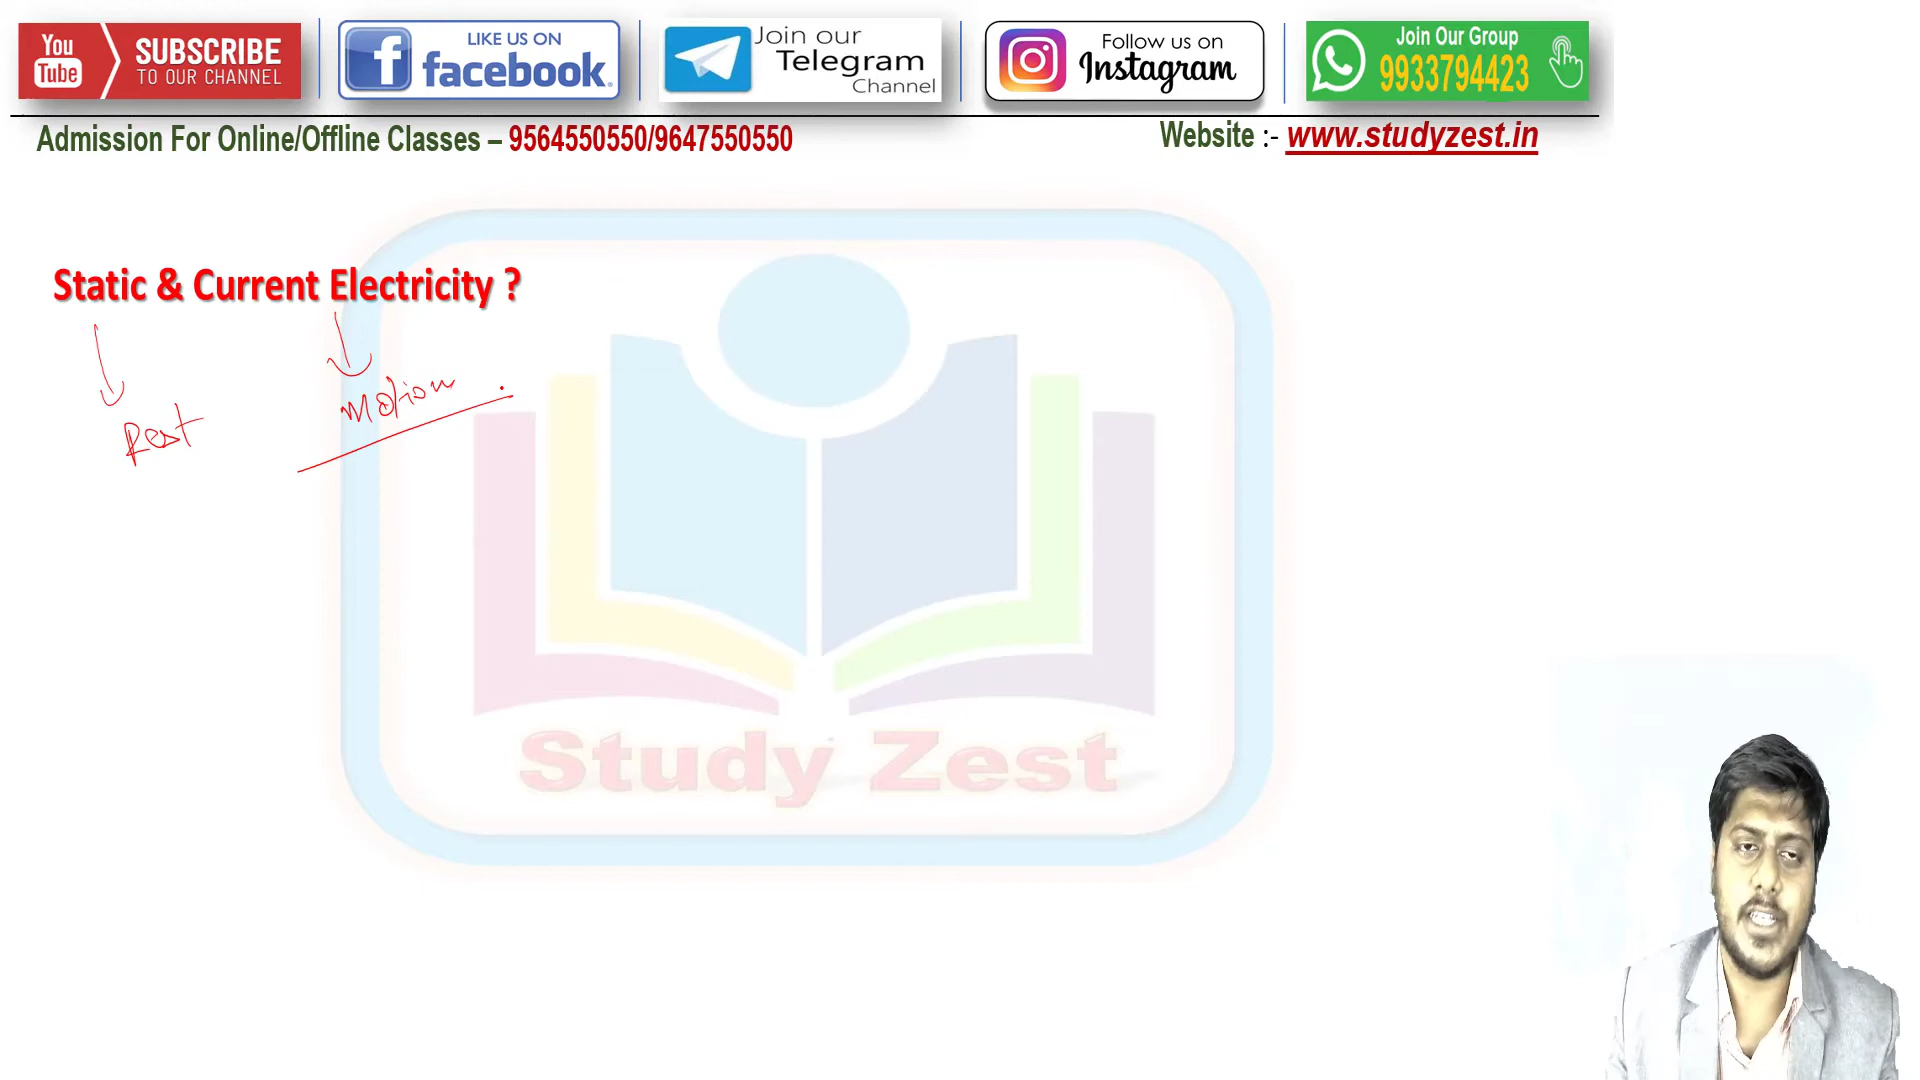 You
Tube
SUBSCRIBE
TO OUR CHANNEL
LIKE US ON
facebook.
Join our
Telegram
Channel
Follow us on
Instagram
Join Our Group
9933794423
Admission For Online/Offline Classes – 9564550550/9647550550
Website :- www.studyzest.in
Static & Current Electricity ?
Rest
Motion
Study Zest